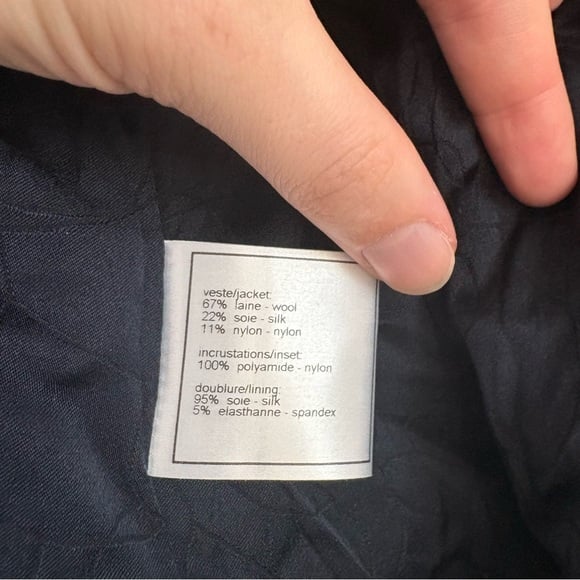 veste/jacket:
67% laine - wool
22% soie - silk
11% nylon - nylon
incrustations/inset:
100% polyamide - nylon
doublure/lining:
95% soie - silk
5% elasthanne - spandex